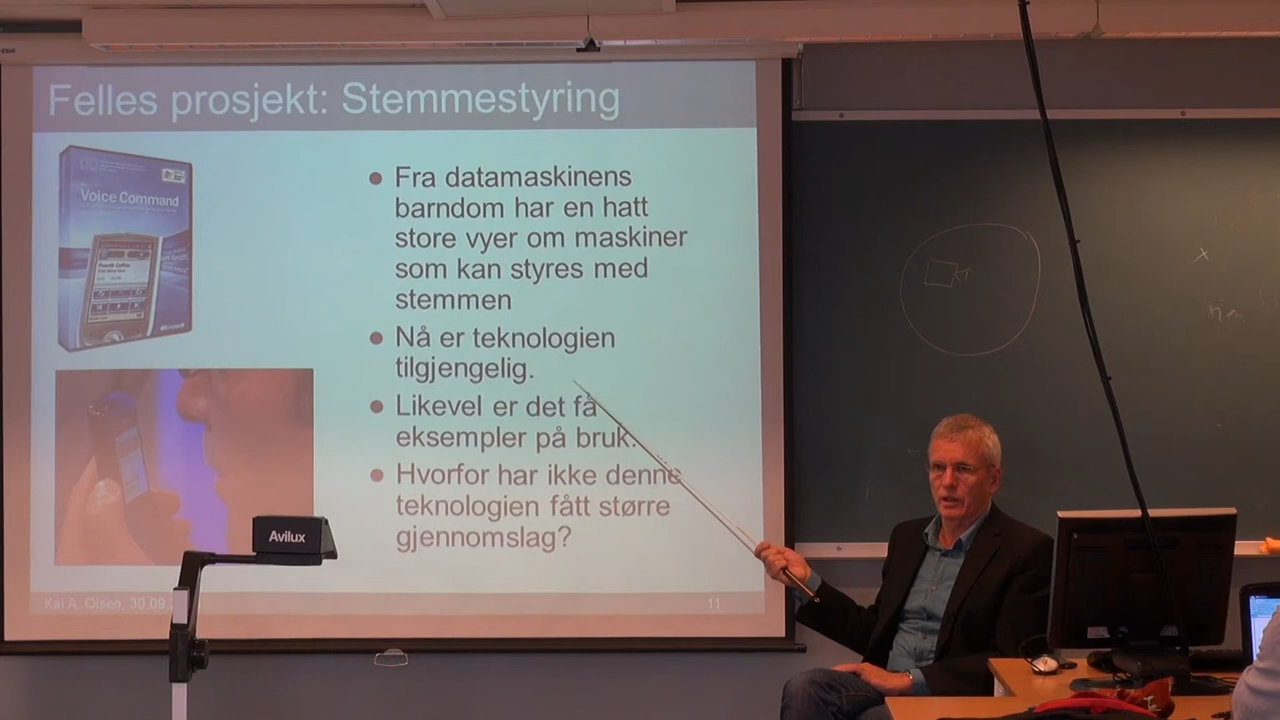 Felles prosjekt: Stemmestyring
Voice Command
Microsoft
Fra datamaskinens
barndom har en hatt
store vyer om maskiner
som kan styres med
stemmen
Nå er teknologien
tilgjengelig.
Likevel er det få
eksempler på bruk.
Hvorfor har ikke denne
teknologien fått større
gjennomslag?
Avilux
Kai A. Olsen, 30.09
11